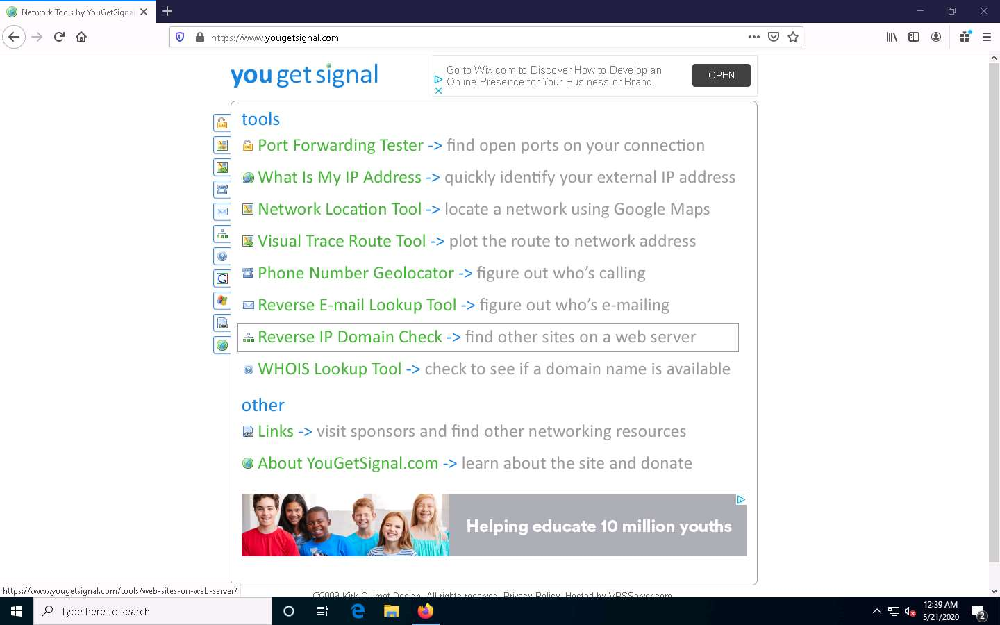 Network Tools by YouGetSigna
https://www.yougetsignal.com
you get signal
Go to Wix.com to Discover How to Develop an
Online Presence for Your Business or Brand.
OPEN
tools
Port Forwarding Tester -> find open ports on your connection
What Is My IP Address -> quickly identify your external IP address
Network Location Tool -> locate a network using Google Maps
Visual Trace Route Tool -> plot the route to network address
Phone Number Geolocator -> figure out who's calling
Reverse E-mail Lookup Tool -> figure out who's e-mailing
G
Reverse IP Domain Check -> find other sites on a web server
WHOIS Lookup Tool -> check to see if a domain name is available
other
Links -> visit sponsors and find other networking resources
About YouGetSignal.com -> learn about the site and donate
Helping educate 10 million youths
https://www.yougetsignal.com/tools/web-sites-on-web-server/
©2009 Kirk Ouimet Design. All rights reserved. Privacy Policy. Hosted by VPSServer.com
Type here to search
12:39 AM
5/21/2020
2